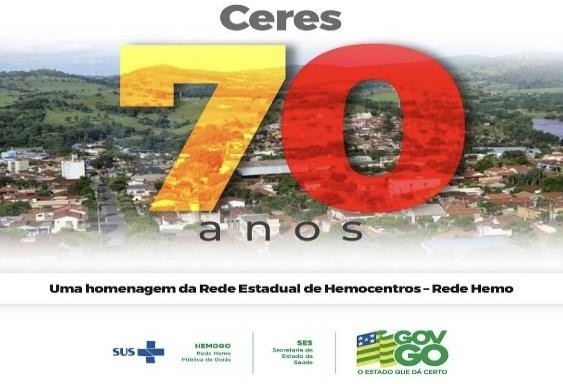 Ceres
70
anos
Uma homenagem da Rede Estadual de Hemocentros – Rede Hemo
SUS
HEMOGO
Rede Hemo
Pública de Goiás
SES
Secretaria de
Estado da
Saúde
GOV
GO
O ESTADO QUE DÁ CERTO